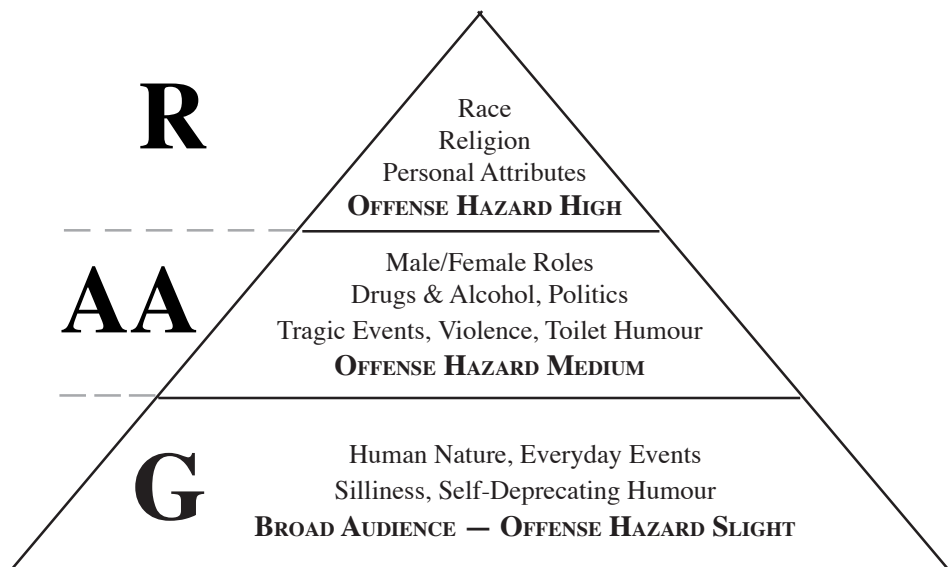 R
Race
Religion
Personal Attributes
OFFENSE HAZARD HIGH
AA
Male/Female Roles
Drugs & Alcohol, Politics
Tragic Events, Violence, Toilet Humour
OFFENSE HAZARD MEDIUM
G
Human Nature, Everyday Events
Silliness, Self-Deprecating Humour
BROAD AUDIENCE — OFFENSE HAZARD SLIGHT